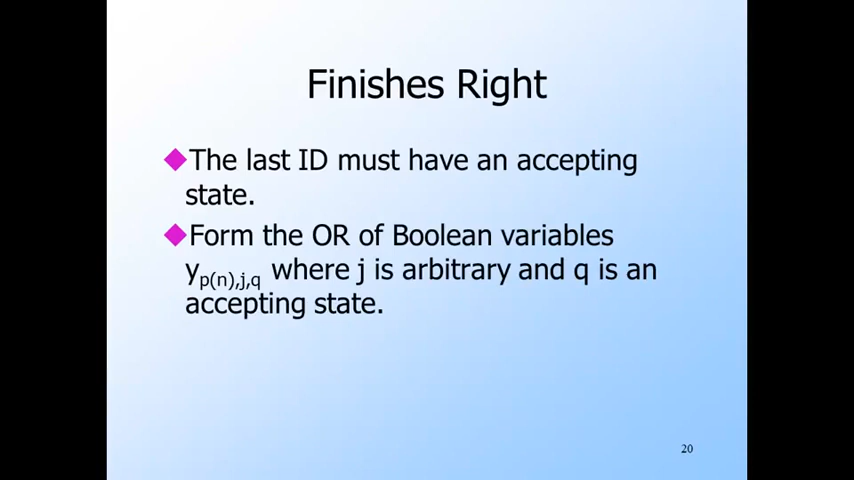 Finishes Right
The last ID must have an accepting
state.
Form the OR of Boolean variables
yp(n),j,q where j is arbitrary and q is an
accepting state.
20